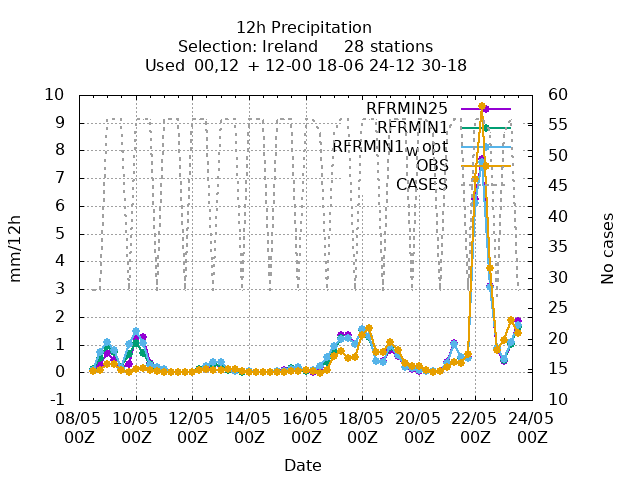 12h Precipitation
Selection: Ireland 28 stations
Used 00,12 + 12-00 18-06 24-12 30-18
10 60
RFRMIN25
9 55
RFRMIN1
8 50
RFRMIN1_W opt
OBS
7 45
CASES
6 40
5 35
4
3 30
2 25
1 20
0 15
-1 10
mm/12h
No cases
08/05 10/05 12/05 14/05 16/05 18/05 20/05 22/05 24/05
00Z 00Z 00Z 00Z 00Z 00Z 00Z 00Z 00Z
Date